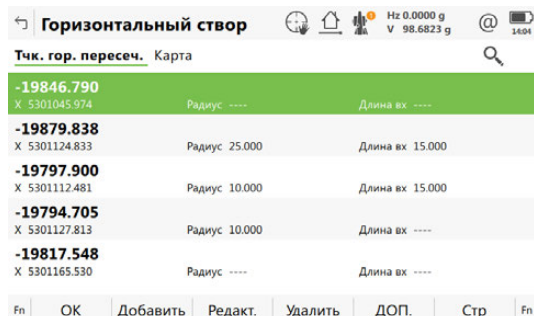 Горизонтальный створ
Hz 0.0000 g
V 98.6823 g
@
14:04
Тчк. гор. пересеч. Карта
-19846.790
X 5301045.974 Радиус ---- Длина вх ----
-19879.838
X 5301124.833 Радиус 25.000 Длина вх 15.000
-19797.900
X 5301112.481 Радиус 10.000 Длина вх 15.000
-19794.705
X 5301127.813 Радиус 10.000 Длина вх ----
-19817.548
X 5301165.530 Радиус ---- Длина вх ----
Fn OK Добавить Редакт. Удалить ДОП. Стр Fn